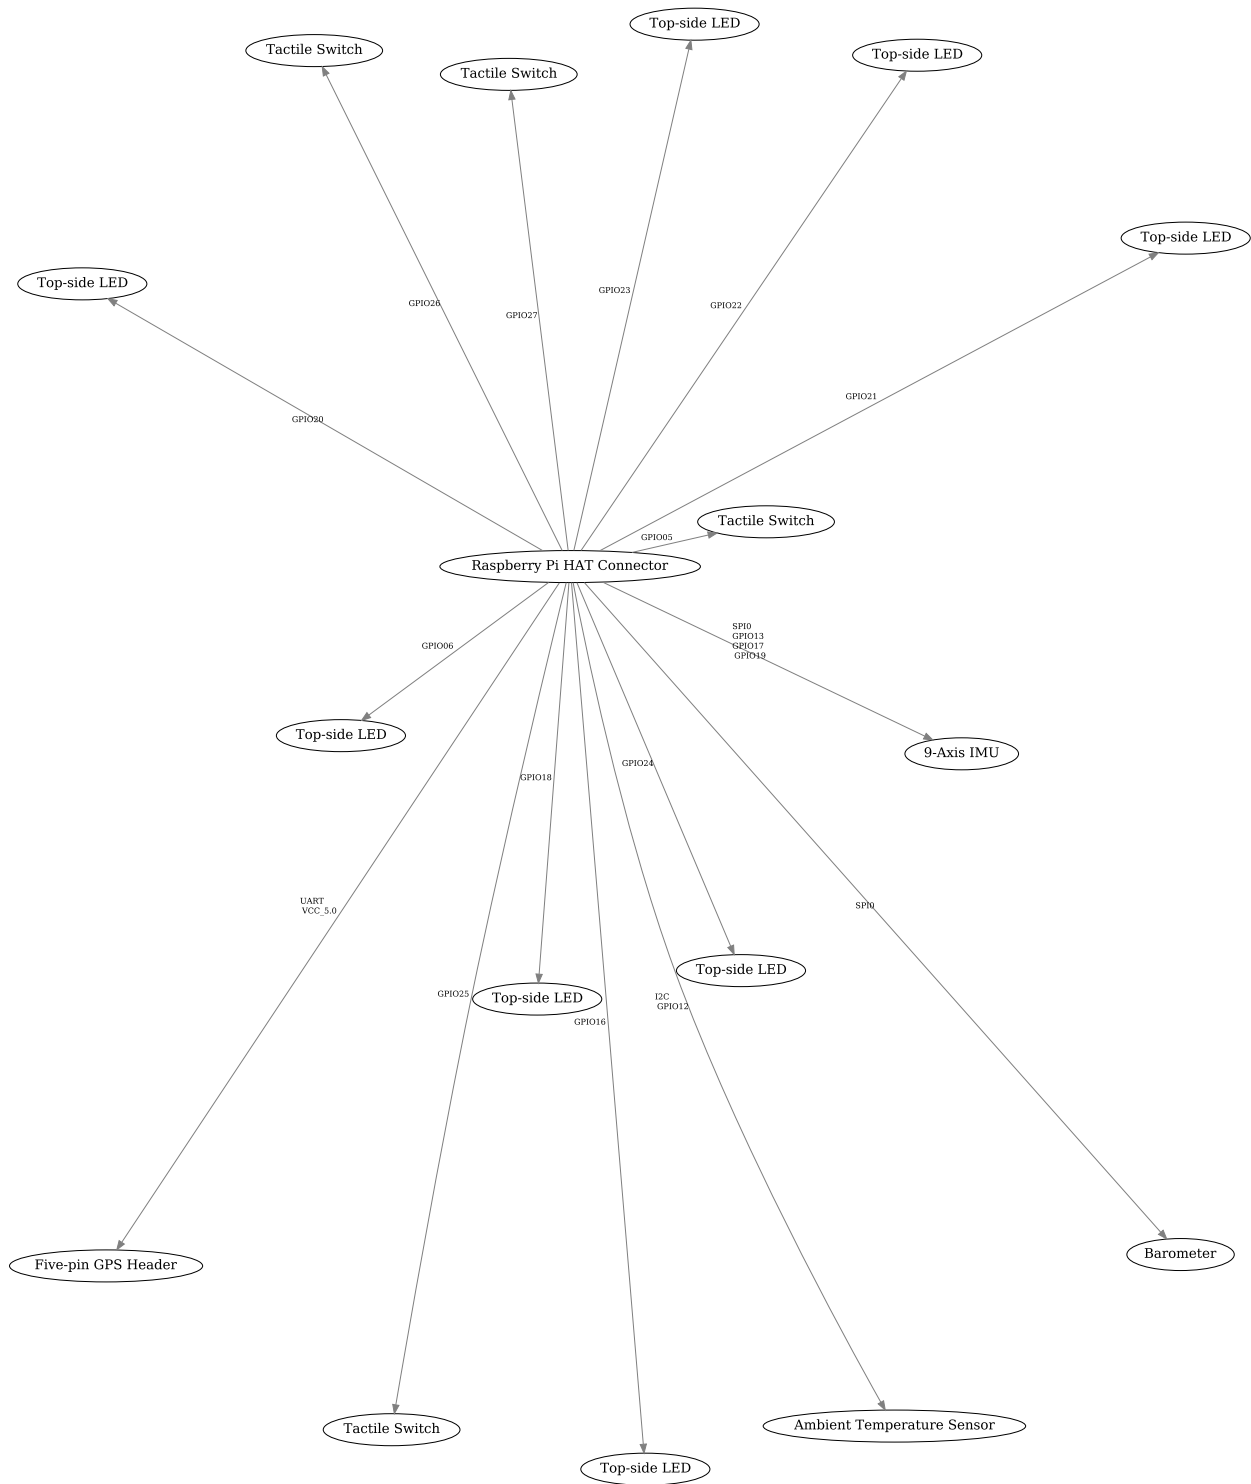 Top-side LED
Tactile Switch
Top-side LED
Tactile Switch
Top-side LED
Top-side LED
GPIO23
GPIO26
GPIO22
GPIO27
GPIO21
GPIO20
Tactile Switch
GPIO05
Raspberry Pi HAT Connector
SPI0
GPIO13
GPIO17
GPIO19
GPIO06
Top-side LED
9-Axis IMU
GPIO24
GPIO18
UART
VCC_5.0
SPI0
Top-side LED
GPIO25
Top-side LED
I2C
GPIO12
GPIO16
Barometer
Five-pin GPS Header
Ambient Temperature Sensor
Tactile Switch
Top-side LED